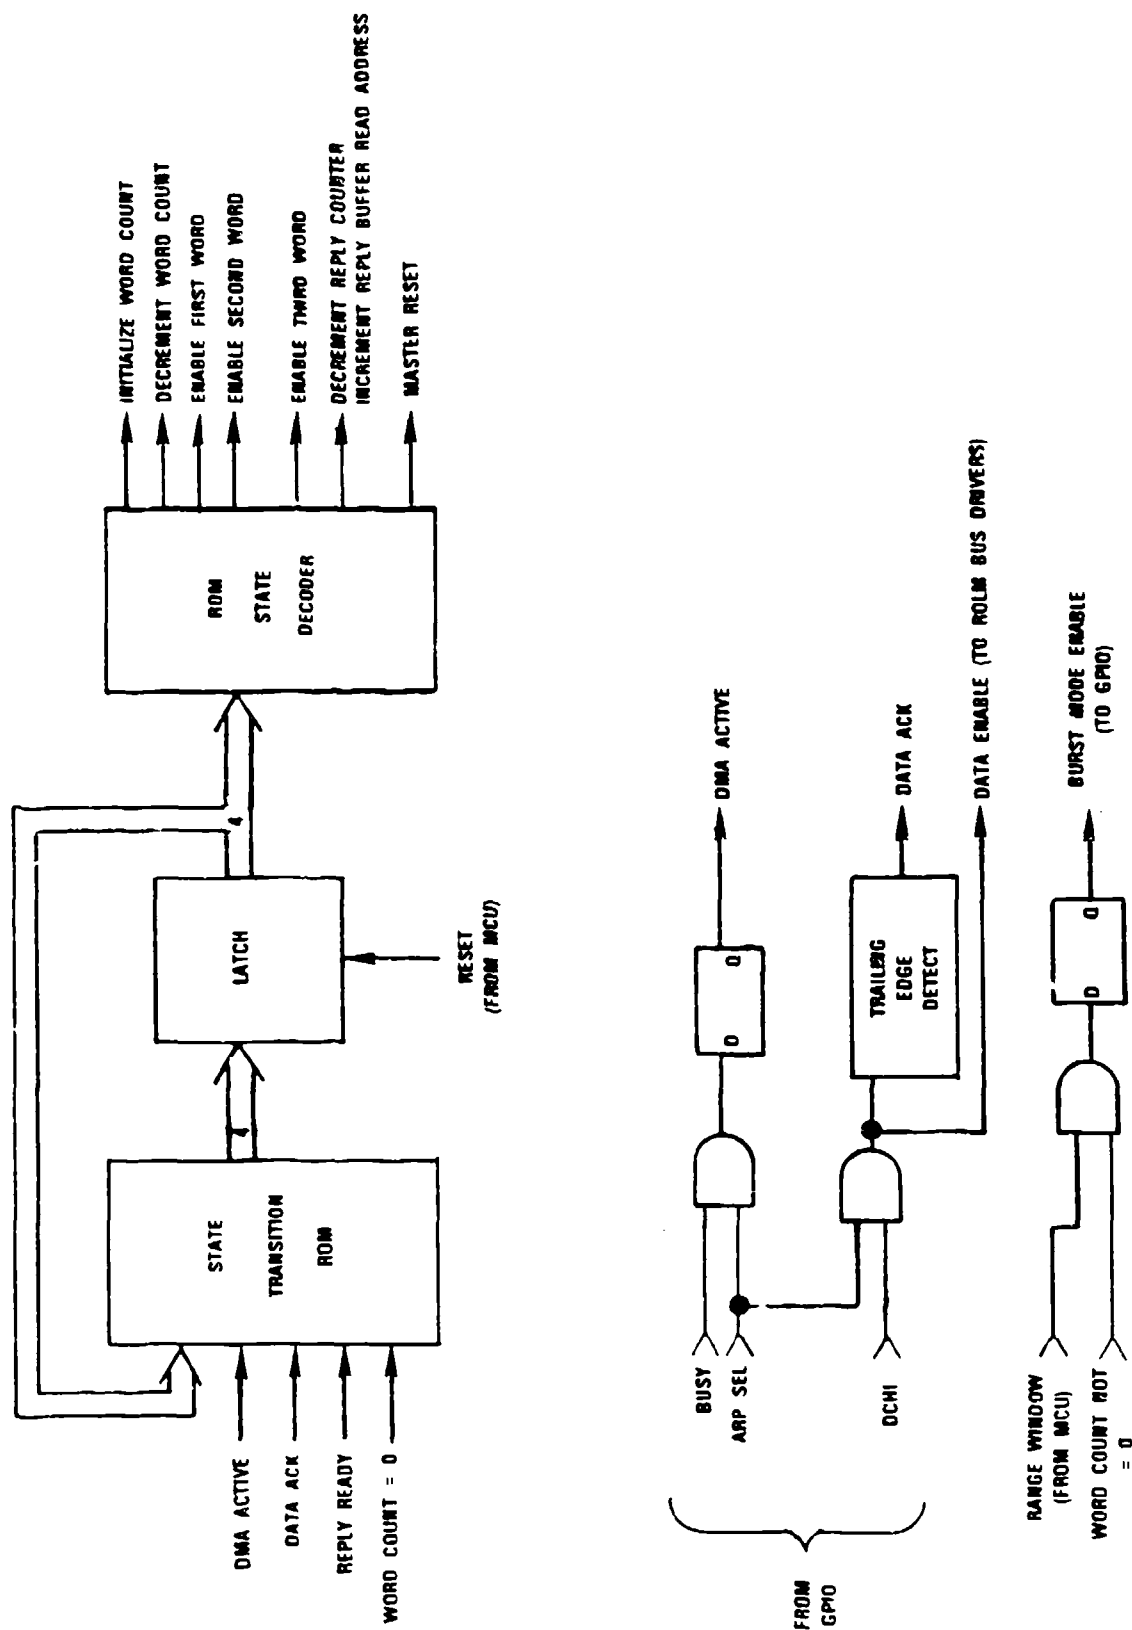 INITIALIZE WORD COUNT
DECREMENT WORD COUNT
ENABLE FIRST WORD
ENABLE SECOND WORD
ENABLE THIRD WORD
DECREMENT REPLY COUNTER
INCREMENT REPLY BUFFER READ ADDRESS
MASTER RESET
ROM
STATE
DECODER
4
LATCH
RESET
(FROM MCU)
4
STATE
TRANSITION
ROM
DMA ACTIVE
DATA ACK
REPLY READY
WORD COUNT = 0
DMA ACTIVE
D Q
BUSY
ARP SEL
DATA ACK
TRAILING
EDGE
DETECT
DATA ENABLE (TO ROLM BUS DRIVERS)
DCHI
FROM
GPIO
BURST MODE ENABLE
(TO GPIO)
D Q
RANGE WINDOW
(FROM MCU)
WORD COUNT NOT
= 0